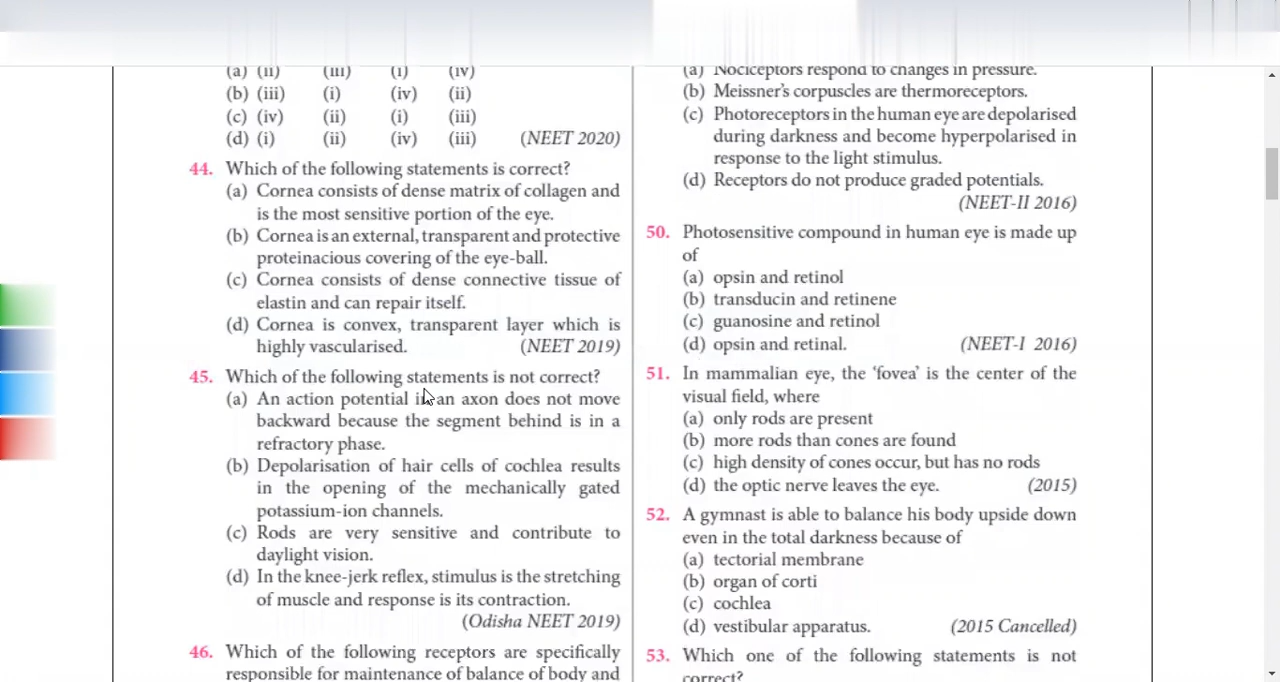 (a) (ii) (iii) (i) (iv)
(b) (iii) (i) (iv) (ii)
(c) (iv) (ii) (i) (iii)
(d) (i) (ii) (iv) (iii) (NEET 2020)
44. Which of the following statements is correct?
(a) Cornea consists of dense matrix of collagen and
is the most sensitive portion of the eye.
(b) Cornea is an external, transparent and protective
proteinacious covering of the eye-ball.
(c) Cornea consists of dense connective tissue of
elastin and can repair itself.
(d) Cornea is convex, transparent layer which is
highly vascularised. (NEET 2019)
45. Which of the following statements is not correct?
(a) An action potential in an axon does not move
backward because the segment behind is in a
refractory phase.
(b) Depolarisation of hair cells of cochlea results
in the opening of the mechanically gated
potassium-ion channels.
(c) Rods are very sensitive and contribute to
daylight vision.
(d) In the knee-jerk reflex, stimulus is the stretching
of muscle and response is its contraction.
(Odisha NEET 2019)
46. Which of the following receptors are specifically
responsible for maintenance of balance of body and
(a) Nociceptors respond to changes in pressure.
(b) Meissner's corpuscles are thermoreceptors.
(c) Photoreceptors in the human eye are depolarised
during darkness and become hyperpolarised in
response to the light stimulus.
(d) Receptors do not produce graded potentials.
(NEET-II 2016)
50. Photosensitive compound in human eye is made up
of
(a) opsin and retinol
(b) transducin and retinene
(c) guanosine and retinol
(d) opsin and retinal. (NEET-I 2016)
51. In mammalian eye, the 'fovea' is the center of the
visual field, where
(a) only rods are present
(b) more rods than cones are found
(c) high density of cones occur, but has no rods
(d) the optic nerve leaves the eye. (2015)
52. A gymnast is able to balance his body upside down
even in the total darkness because of
(a) tectorial membrane
(b) organ of corti
(c) cochlea
(d) vestibular apparatus. (2015 Cancelled)
53. Which one of the following statements is not
correct?